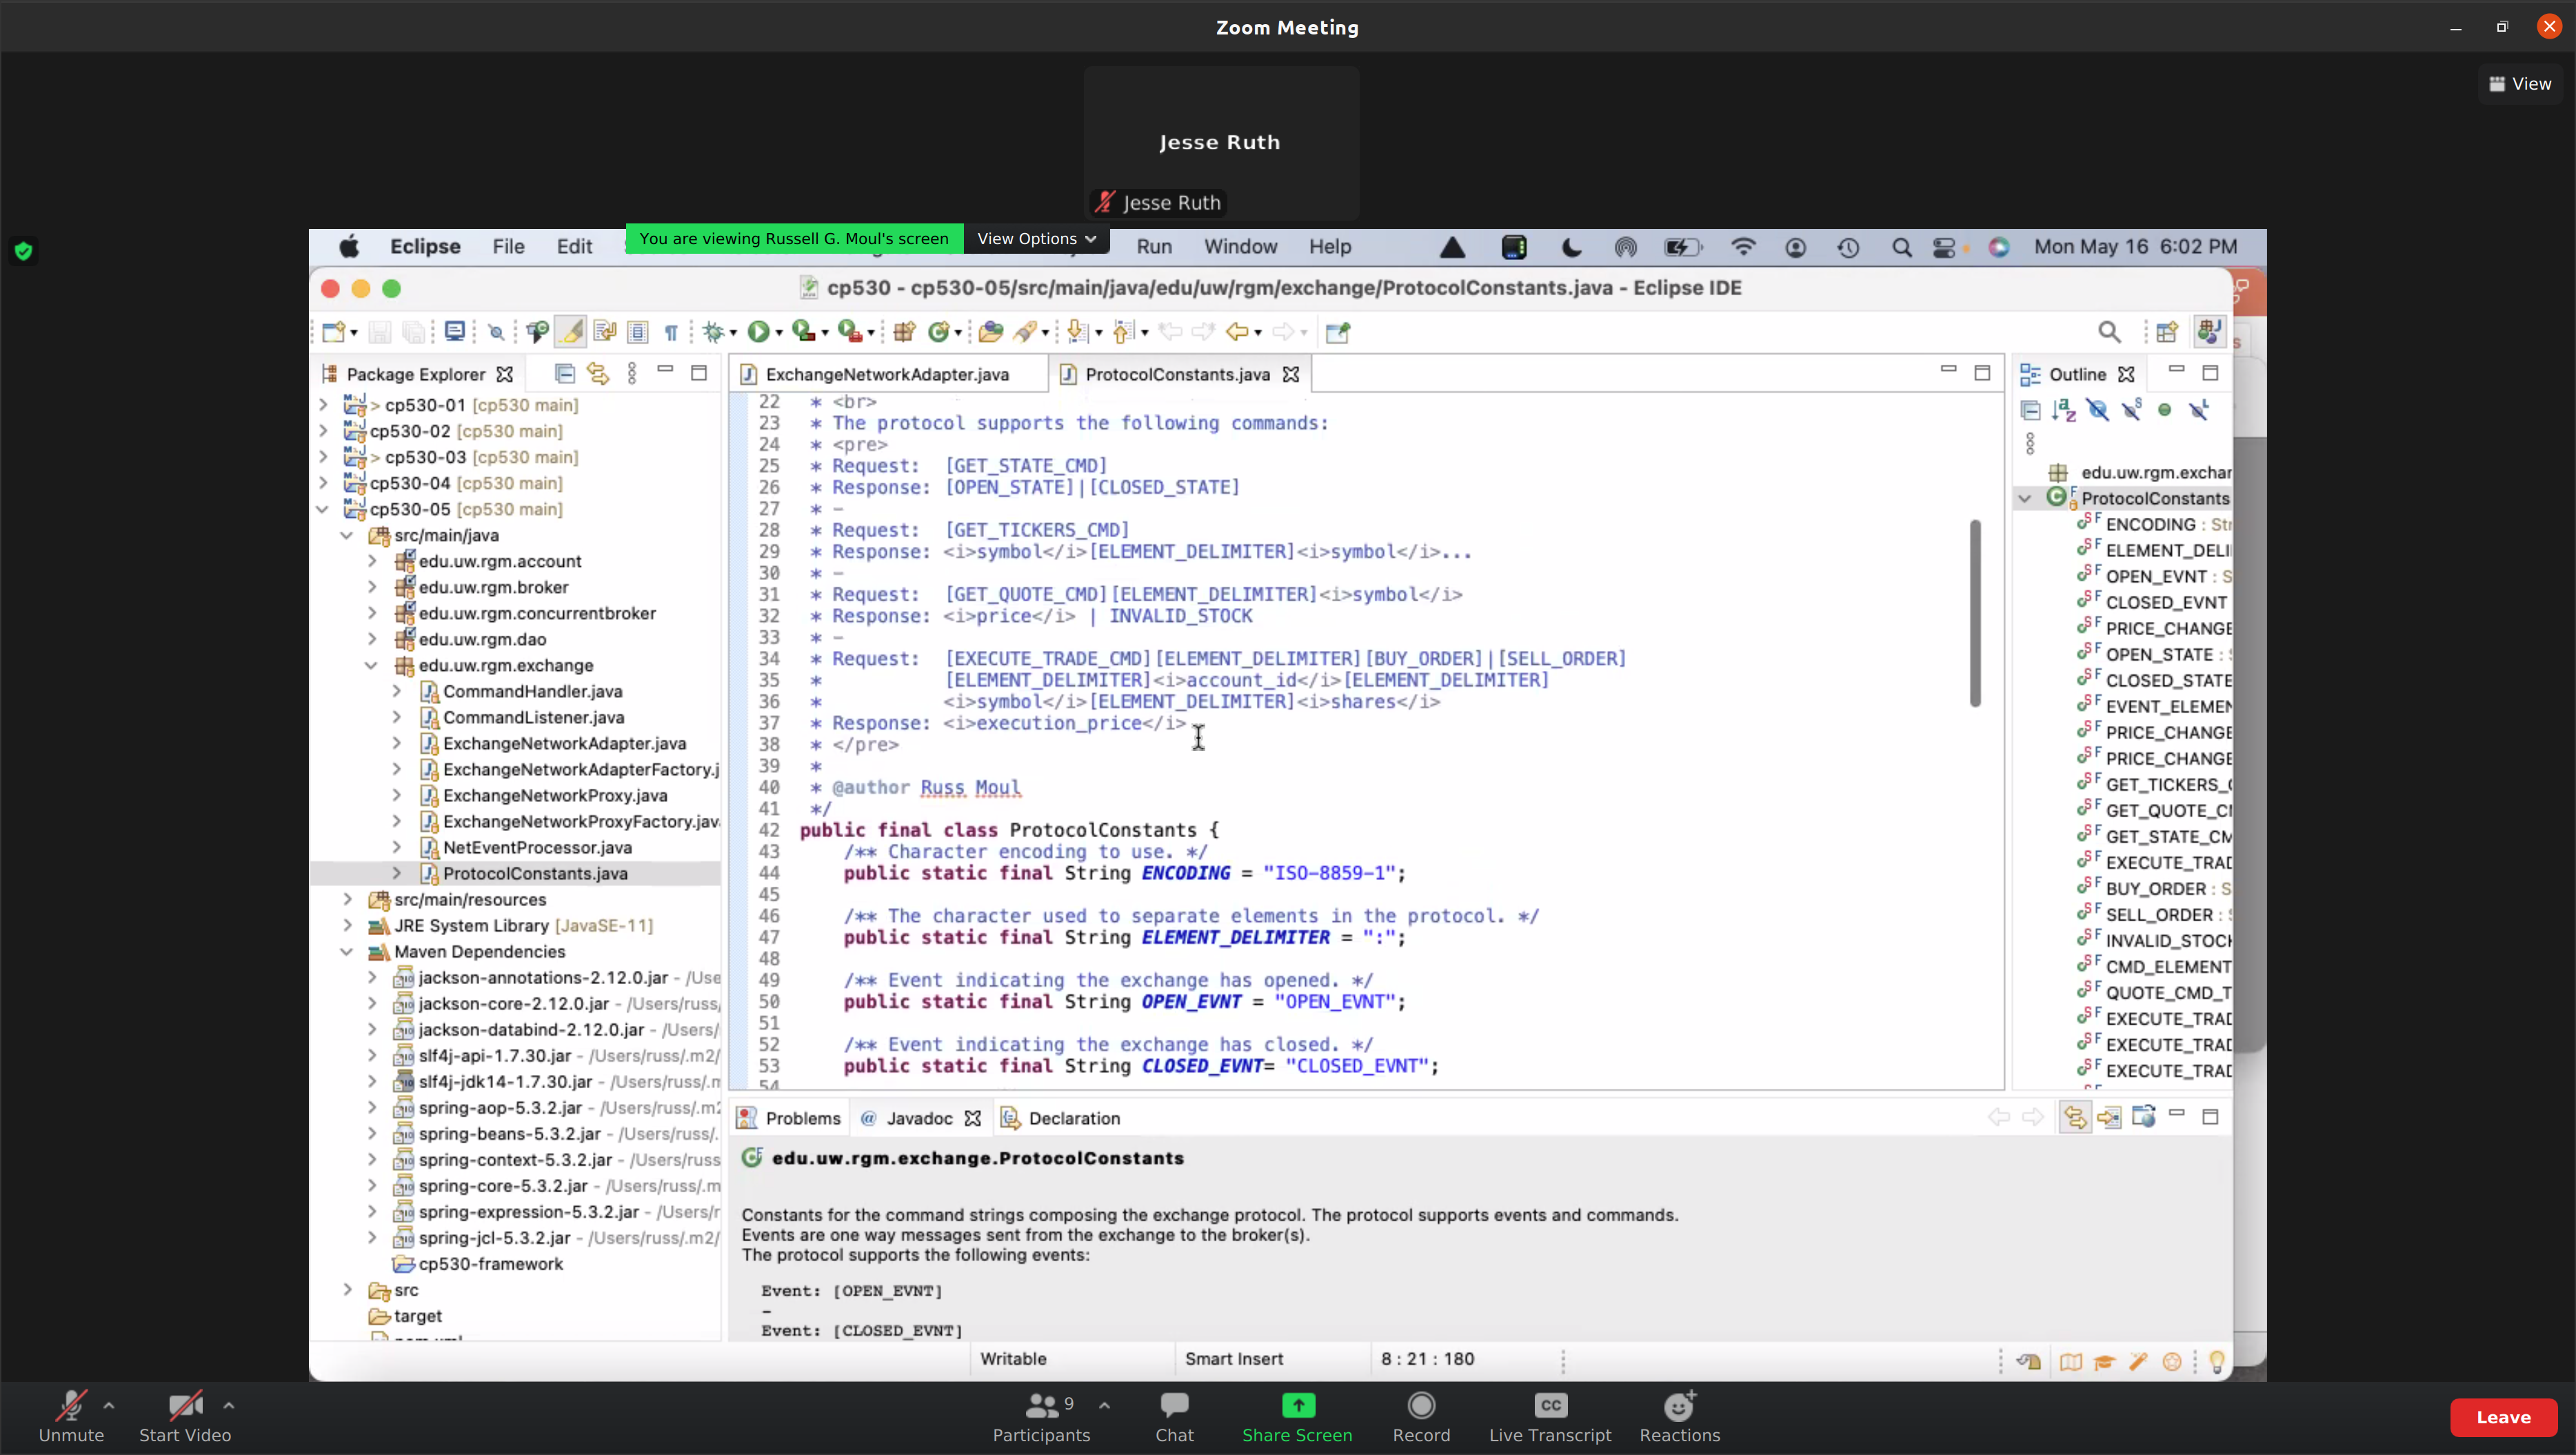 Zoom Meeting
View
Jesse Ruth
Jesse Ruth
Eclipse File Edit You are viewing Russell G. Moul's screen View Options Run Window Help Mon May 16 6:02 PM
cp530 - cp530-05/src/main/java/edu/uw/rgm/exchange/ProtocolConstants.java - Eclipse IDE
Package Explorer
> cp530-01 [cp530 main]
cp530-02 [cp530 main]
> cp530-03 [cp530 main]
cp530-04 [cp530 main]
cp530-05 [cp530 main]
src/main/java
edu.uw.rgm.account
edu.uw.rgm.broker
edu.uw.rgm.concurrentbroker
edu.uw.rgm.dao
edu.uw.rgm.exchange
CommandHandler.java
CommandListener.java
ExchangeNetworkAdapter.java
ExchangeNetworkAdapterFactory.j
ExchangeNetworkProxy.java
ExchangeNetworkProxyFactory.jav
NetEventProcessor.java
ProtocolConstants.java
src/main/resources
JRE System Library [JavaSE-11]
Maven Dependencies
jackson-annotations-2.12.0.jar - /Use
jackson-core-2.12.0.jar - /Users/russ/
jackson-databind-2.12.0.jar - /Users/
slf4j-api-1.7.30.jar - /Users/russ/.m2/
slf4j-jdk14-1.7.30.jar - /Users/russ/.m
spring-aop-5.3.2.jar - /Users/russ/.m2
spring-beans-5.3.2.jar - /Users/russ/.
spring-context-5.3.2.jar - /Users/russ
spring-core-5.3.2.jar - /Users/russ/.m
spring-expression-5.3.2.jar - /Users/r
spring-jcl-5.3.2.jar - /Users/russ/.m2/
cp530-framework
src
target
ExchangeNetworkAdapter.java ProtocolConstants.java
22 * <br>
23 * The protocol supports the following commands:
24 * <pre>
25 * Request: [GET_STATE_CMD]
26 * Response: [OPEN_STATE]|[CLOSED_STATE]
27 * -
28 * Request: [GET_TICKERS_CMD]
29 * Response: <i>symbol</i>[ELEMENT_DELIMITER]<i>symbol</i>...
30 * -
31 * Request: [GET_QUOTE_CMD][ELEMENT_DELIMITER]<i>symbol</i>
32 * Response: <i>price</i> | INVALID_STOCK
33 * -
34 * Request: [EXECUTE_TRADE_CMD][ELEMENT_DELIMITER][BUY_ORDER]|[SELL_ORDER]
35 * [ELEMENT_DELIMITER]<i>account_id</i>[ELEMENT_DELIMITER]
36 * <i>symbol</i>[ELEMENT_DELIMITER]<i>shares</i>
37 * Response: <i>execution_price</i>
38 * </pre>
39 *
40 * @author Russ Moul
41 */
42 public final class ProtocolConstants {
43 /** Character encoding to use. */
44 public static final String ENCODING = "ISO-8859-1";
45
46 /** The character used to separate elements in the protocol. */
47 public static final String ELEMENT_DELIMITER = ":";
48
49 /** Event indicating the exchange has opened. */
50 public static final String OPEN_EVNT = "OPEN_EVNT";
51
52 /** Event indicating the exchange has closed. */
53 public static final String CLOSED_EVNT= "CLOSED_EVNT";
54
Outline
edu.uw.rgm.exchar
ProtocolConstants
ENCODING : Str
ELEMENT_DELI
OPEN_EVNT : S
CLOSED_EVNT
PRICE_CHANGE
OPEN_STATE :
CLOSED_STATE
EVENT_ELEMEN
PRICE_CHANGE
PRICE_CHANGE
GET_TICKERS_
GET_QUOTE_C
GET_STATE_CM
EXECUTE_TRAD
BUY_ORDER : S
SELL_ORDER :
INVALID_STOCK
CMD_ELEMENT
QUOTE_CMD_T
EXECUTE_TRAD
EXECUTE_TRAD
EXECUTE_TRAD
Problems @ Javadoc Declaration
edu.uw.rgm.exchange.ProtocolConstants
Constants for the command strings composing the exchange protocol. The protocol supports events and commands.
Events are one way messages sent from the exchange to the broker(s).
The protocol supports the following events:
Event: [OPEN_EVNT]
-
Event: [CLOSED_EVNT]
Writable Smart Insert 8 : 21 : 180
Unmute Start Video 9 Participants Chat Share Screen Record CC Live Transcript Reactions Leave